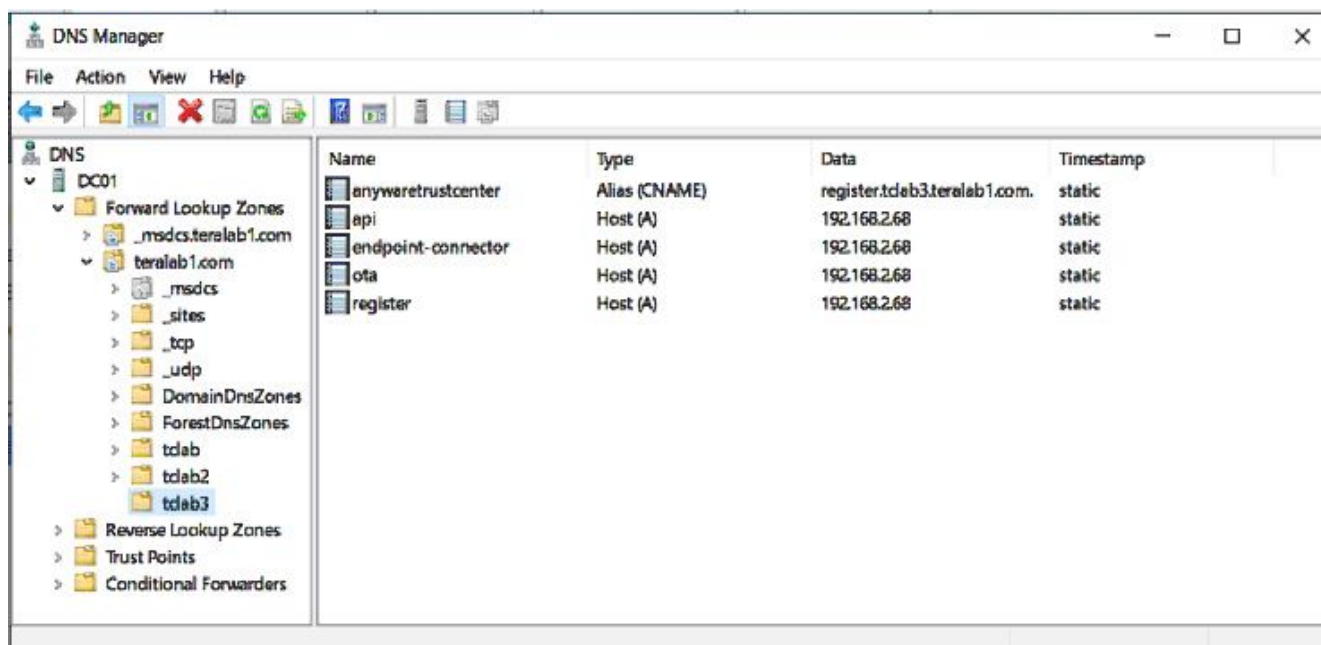 DNS Manager
File Action View Help
DNS
DC01
Forward Lookup Zones
_msdcs.teralab1.com
teralab1.com
_msdcs
_sites
_tcp
_udp
DomainDnsZones
ForestDnsZones
tclab
tclab2
tclab3
Reverse Lookup Zones
Trust Points
Conditional Forwarders
Name Type Data Timestamp
anywaretrustcenter Alias (CNAME) register.tclab3.teralab1.com. static
api Host (A) 192.168.2.68 static
endpoint-connector Host (A) 192.168.2.68 static
ota Host (A) 192.168.2.68 static
register Host (A) 192.168.2.68 static